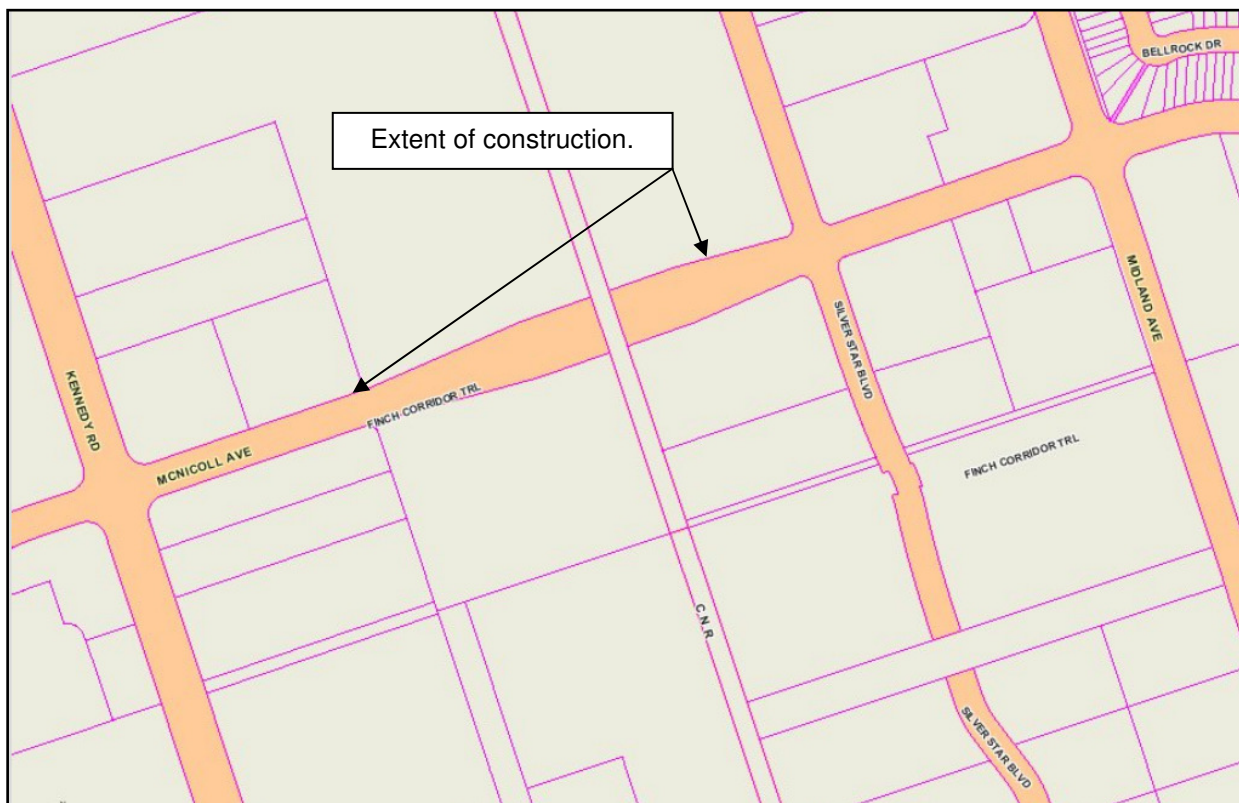 BELLROCK DR
Extent of construction.
MIDLAND AVE
SILVER STAR BLVD
KENNEDY RD
FINCH CORRIDOR TRL
MCNICOLL AVE
FINCH CORRIDOR TRL
C.N.R
SILVER STAR BLVD